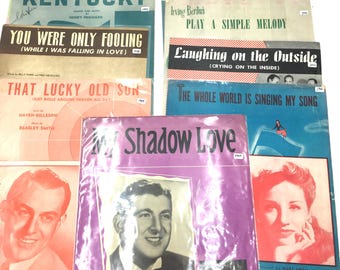 KENTUCKY
Irving Berlin's
PLAY A SIMPLE MELODY
YOU WERE ONLY FOOLING
(WHILE I WAS FALLING IN LOVE)
Laughing on the Outside
(CRYING ON THE INSIDE)
THAT LUCKY OLD SUN
(JUST ROLLS AROUND HEAVEN ALL DAY)
HAVEN GILLESPIE
BEASLEY SMITH
THE WHOLE WORLD IS SINGING MY SONG
My Shadow Love